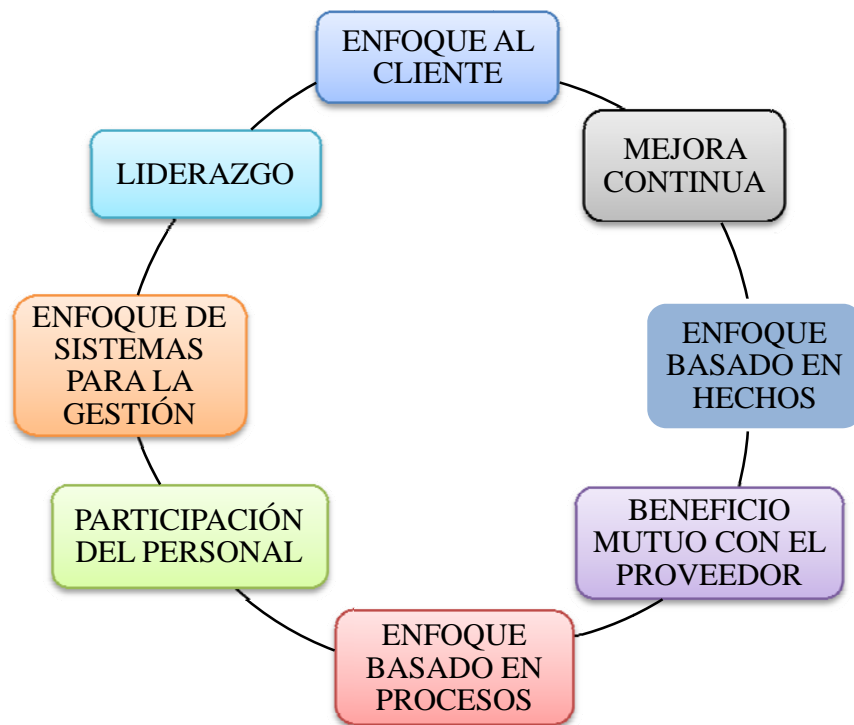 ENFOQUE AL
CLIENTE
MEJORA
CONTINUA
ENFOQUE
BASADO EN
HECHOS
BENEFICIO
MUTUO CON EL
PROVEEDOR
ENFOQUE
BASADO EN
PROCESOS
PARTICIPACIÓN
DEL PERSONAL
ENFOQUE DE
SISTEMAS
PARA LA
GESTIÓN
LIDERAZGO